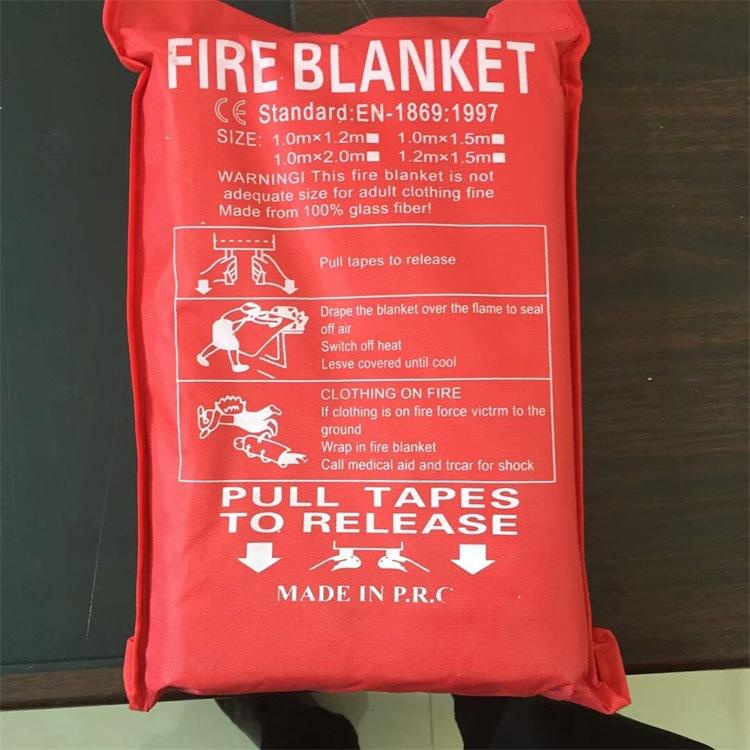 FIRE BLANKET
CE Standard:EN-1869:1997
SIZE: 1.0m×1.2m 1.0m×1.5m
1.0m×2.0m 1.2m×1.5m
WARNING! This fire blanket is not
adequate size for adult clothing fine
Made from 100% glass fiber!
Pull tapes to release
Drape the blanket over the flame to seal
off air
Switch off heat
Lesve covered until cool
CLOTHING ON FIRE
If clothing is on fire force victrm to the
ground
Wrap in fire blanket
Call medical aid and trcar for shock
PULL TAPES
TO RELEASE
MADE IN P.R.C